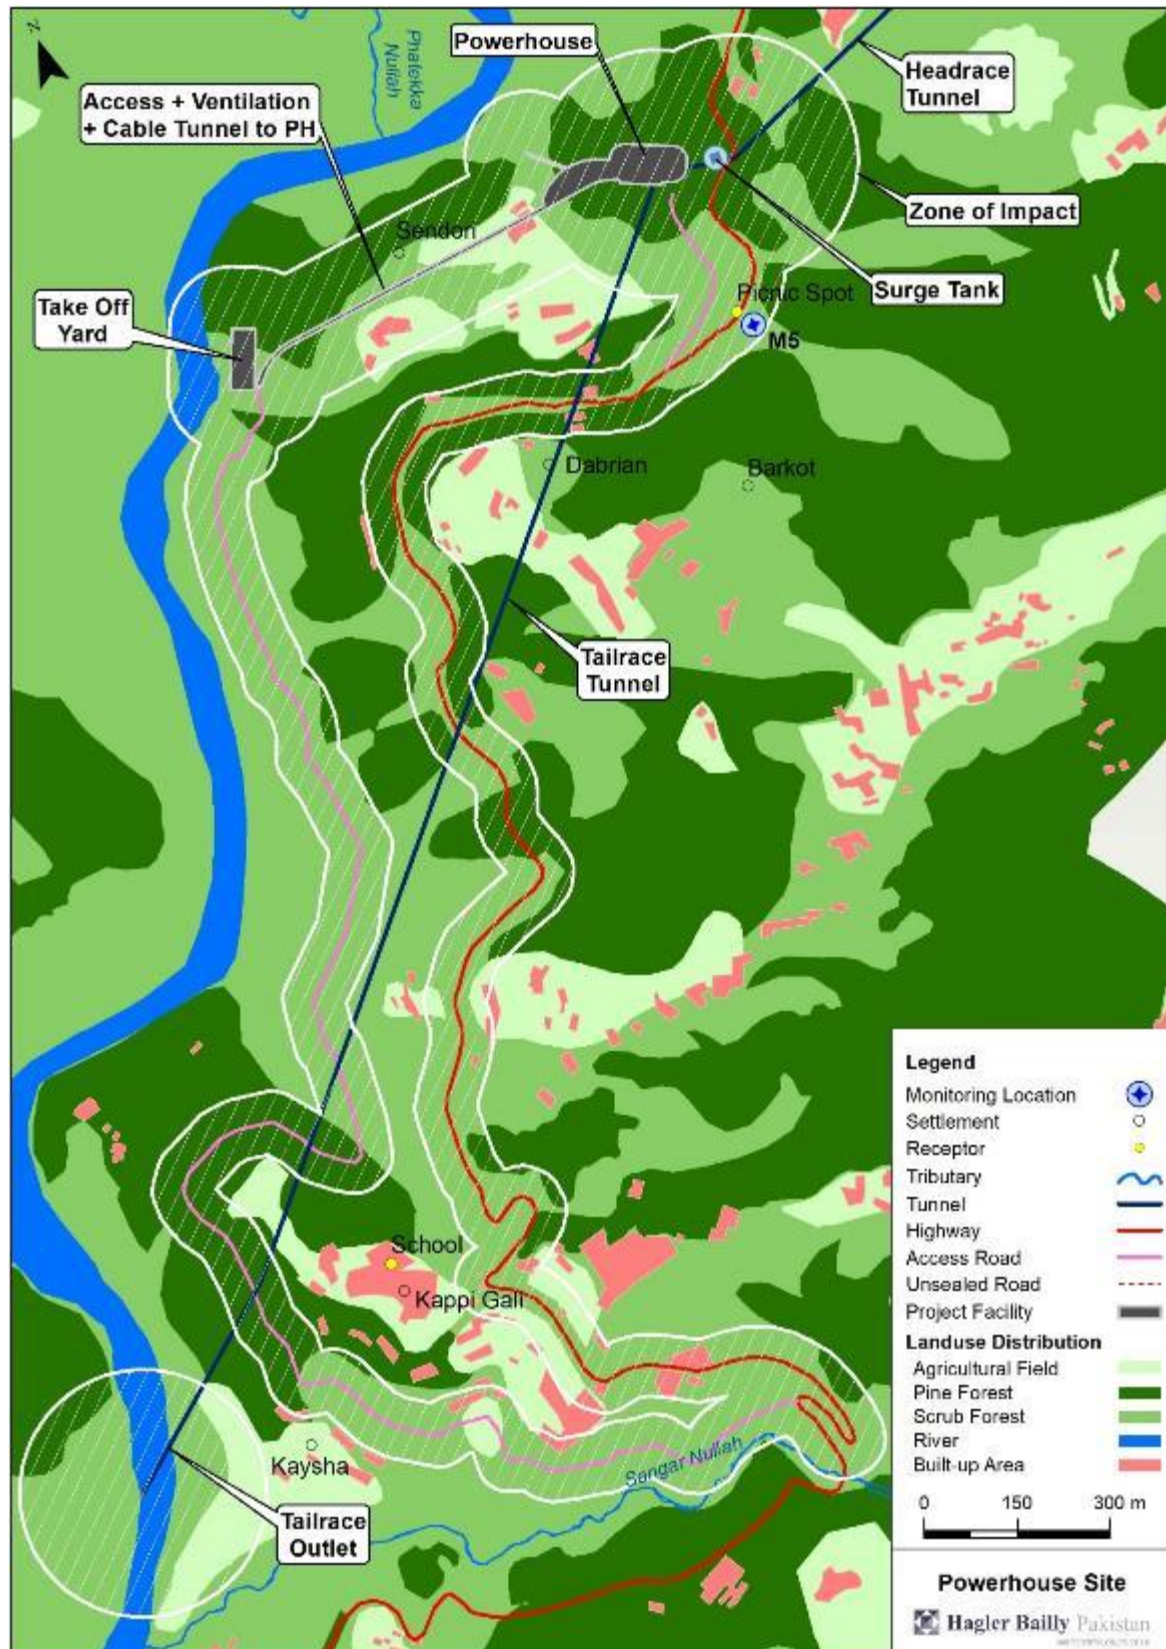 N
Phatekka
Nullah
Powerhouse
Headrace
Tunnel
Access + Ventilation
+ Cable Tunnel to PH
Zone of Impact
Sendon
Surge Tank
Picnic Spot
Take Off
Yard
M5
Dabrian
Barkot
Tailrace
Tunnel
School
Kappi Gali
Kaysha
Sangar Nullah
Tailrace
Outlet
Legend
Monitoring Location
Settlement
Receptor
Tributary
Tunnel
Highway
Access Road
Unsealed Road
Project Facility
Landuse Distribution
Agricultural Field
Pine Forest
Scrub Forest
River
Built-up Area
0 150 300 m
Powerhouse Site
Hagler Bailly Pakistan